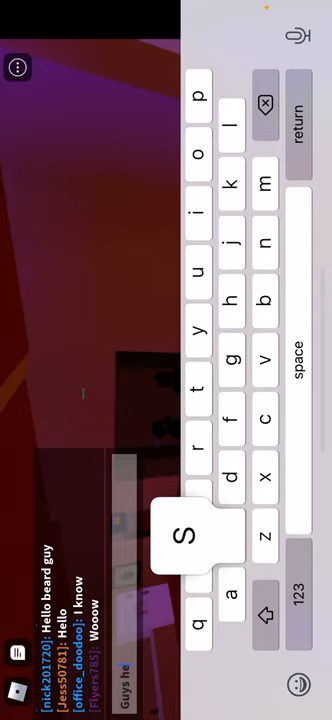 [nick201720]: Hello beard guy
[Jess50781]: Hello
[office_doodoo]: I know
[Flyers785]: Wooow
Guys he
q r t y u i o p
S
a d f g h j k l
z x c v b n m
123 space return